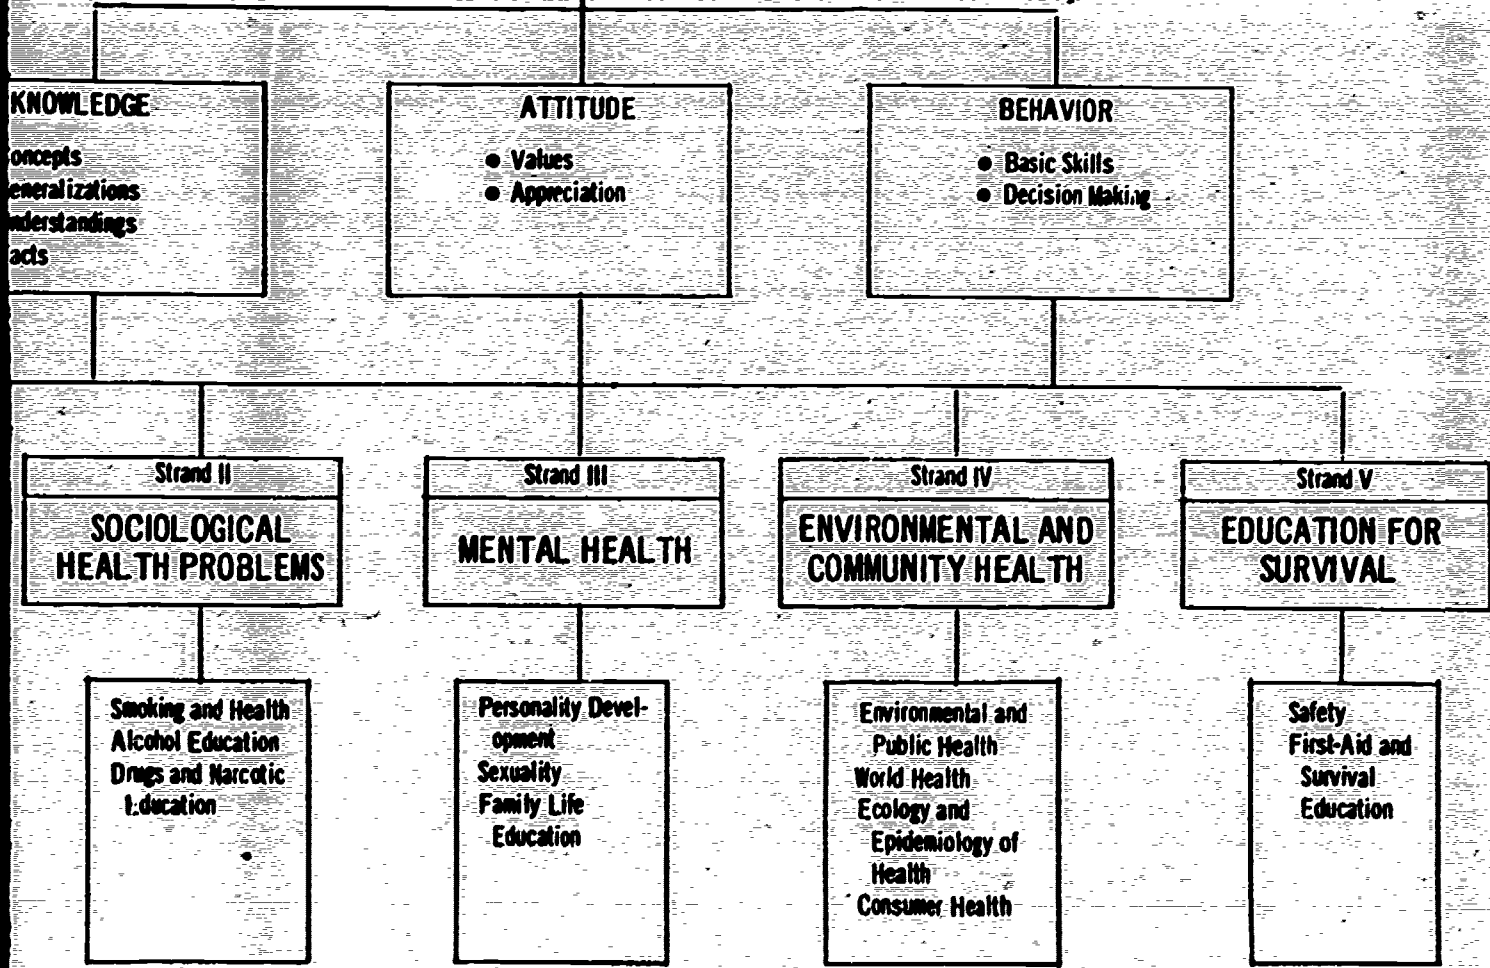 KNOWLEDGE
oncepts
eneralizations
nderstandings
acts
ATTITUDE
● Values
● Appreciation
BEHAVIOR
● Basic Skills
● Decision Making
Strand II
SOCIOLOGICAL
HEALTH PROBLEMS
Smoking and Health
Alcohol Education
Drugs and Narcotic
Education
Strand III
MENTAL HEALTH
Personality Devel-
opment
Sexuality
Family Life
Education
Strand IV
ENVIRONMENTAL AND
COMMUNITY HEALTH
Environmental and
Public Health
World Health
Ecology and
Epidemiology of
Health
Consumer Health
Strand V
EDUCATION FOR
SURVIVAL
Safety
First-Aid and
Survival
Education